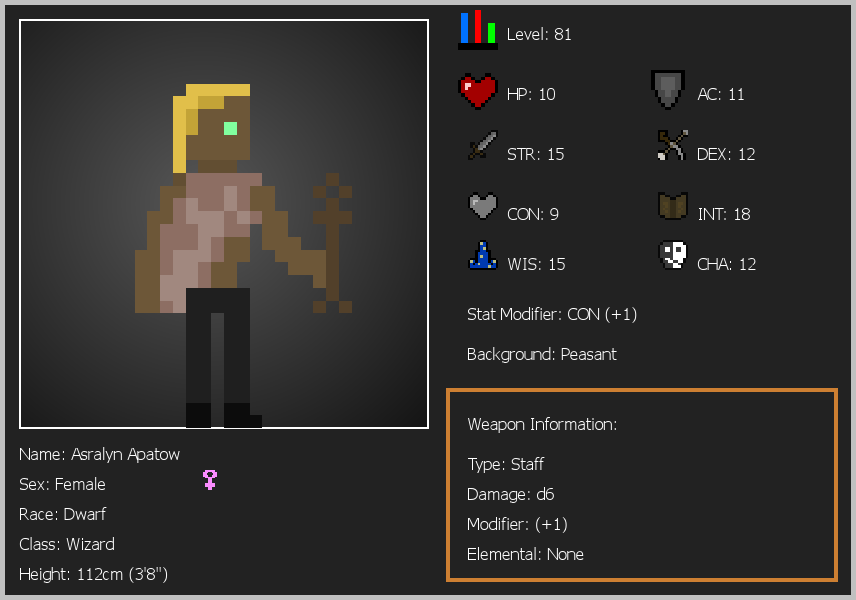 Level: 81
HP: 10
AC: 11
STR: 15
DEX: 12
CON: 9
INT: 18
WIS: 15
CHA: 12
Stat Modifier: CON (+1)
Background: Peasant
Weapon Information:
Type: Staff
Damage: d6
Modifier: (+1)
Elemental: None
Name: Asralyn Apatow
Sex: Female
Race: Dwarf
Class: Wizard
Height: 112cm (3'8")